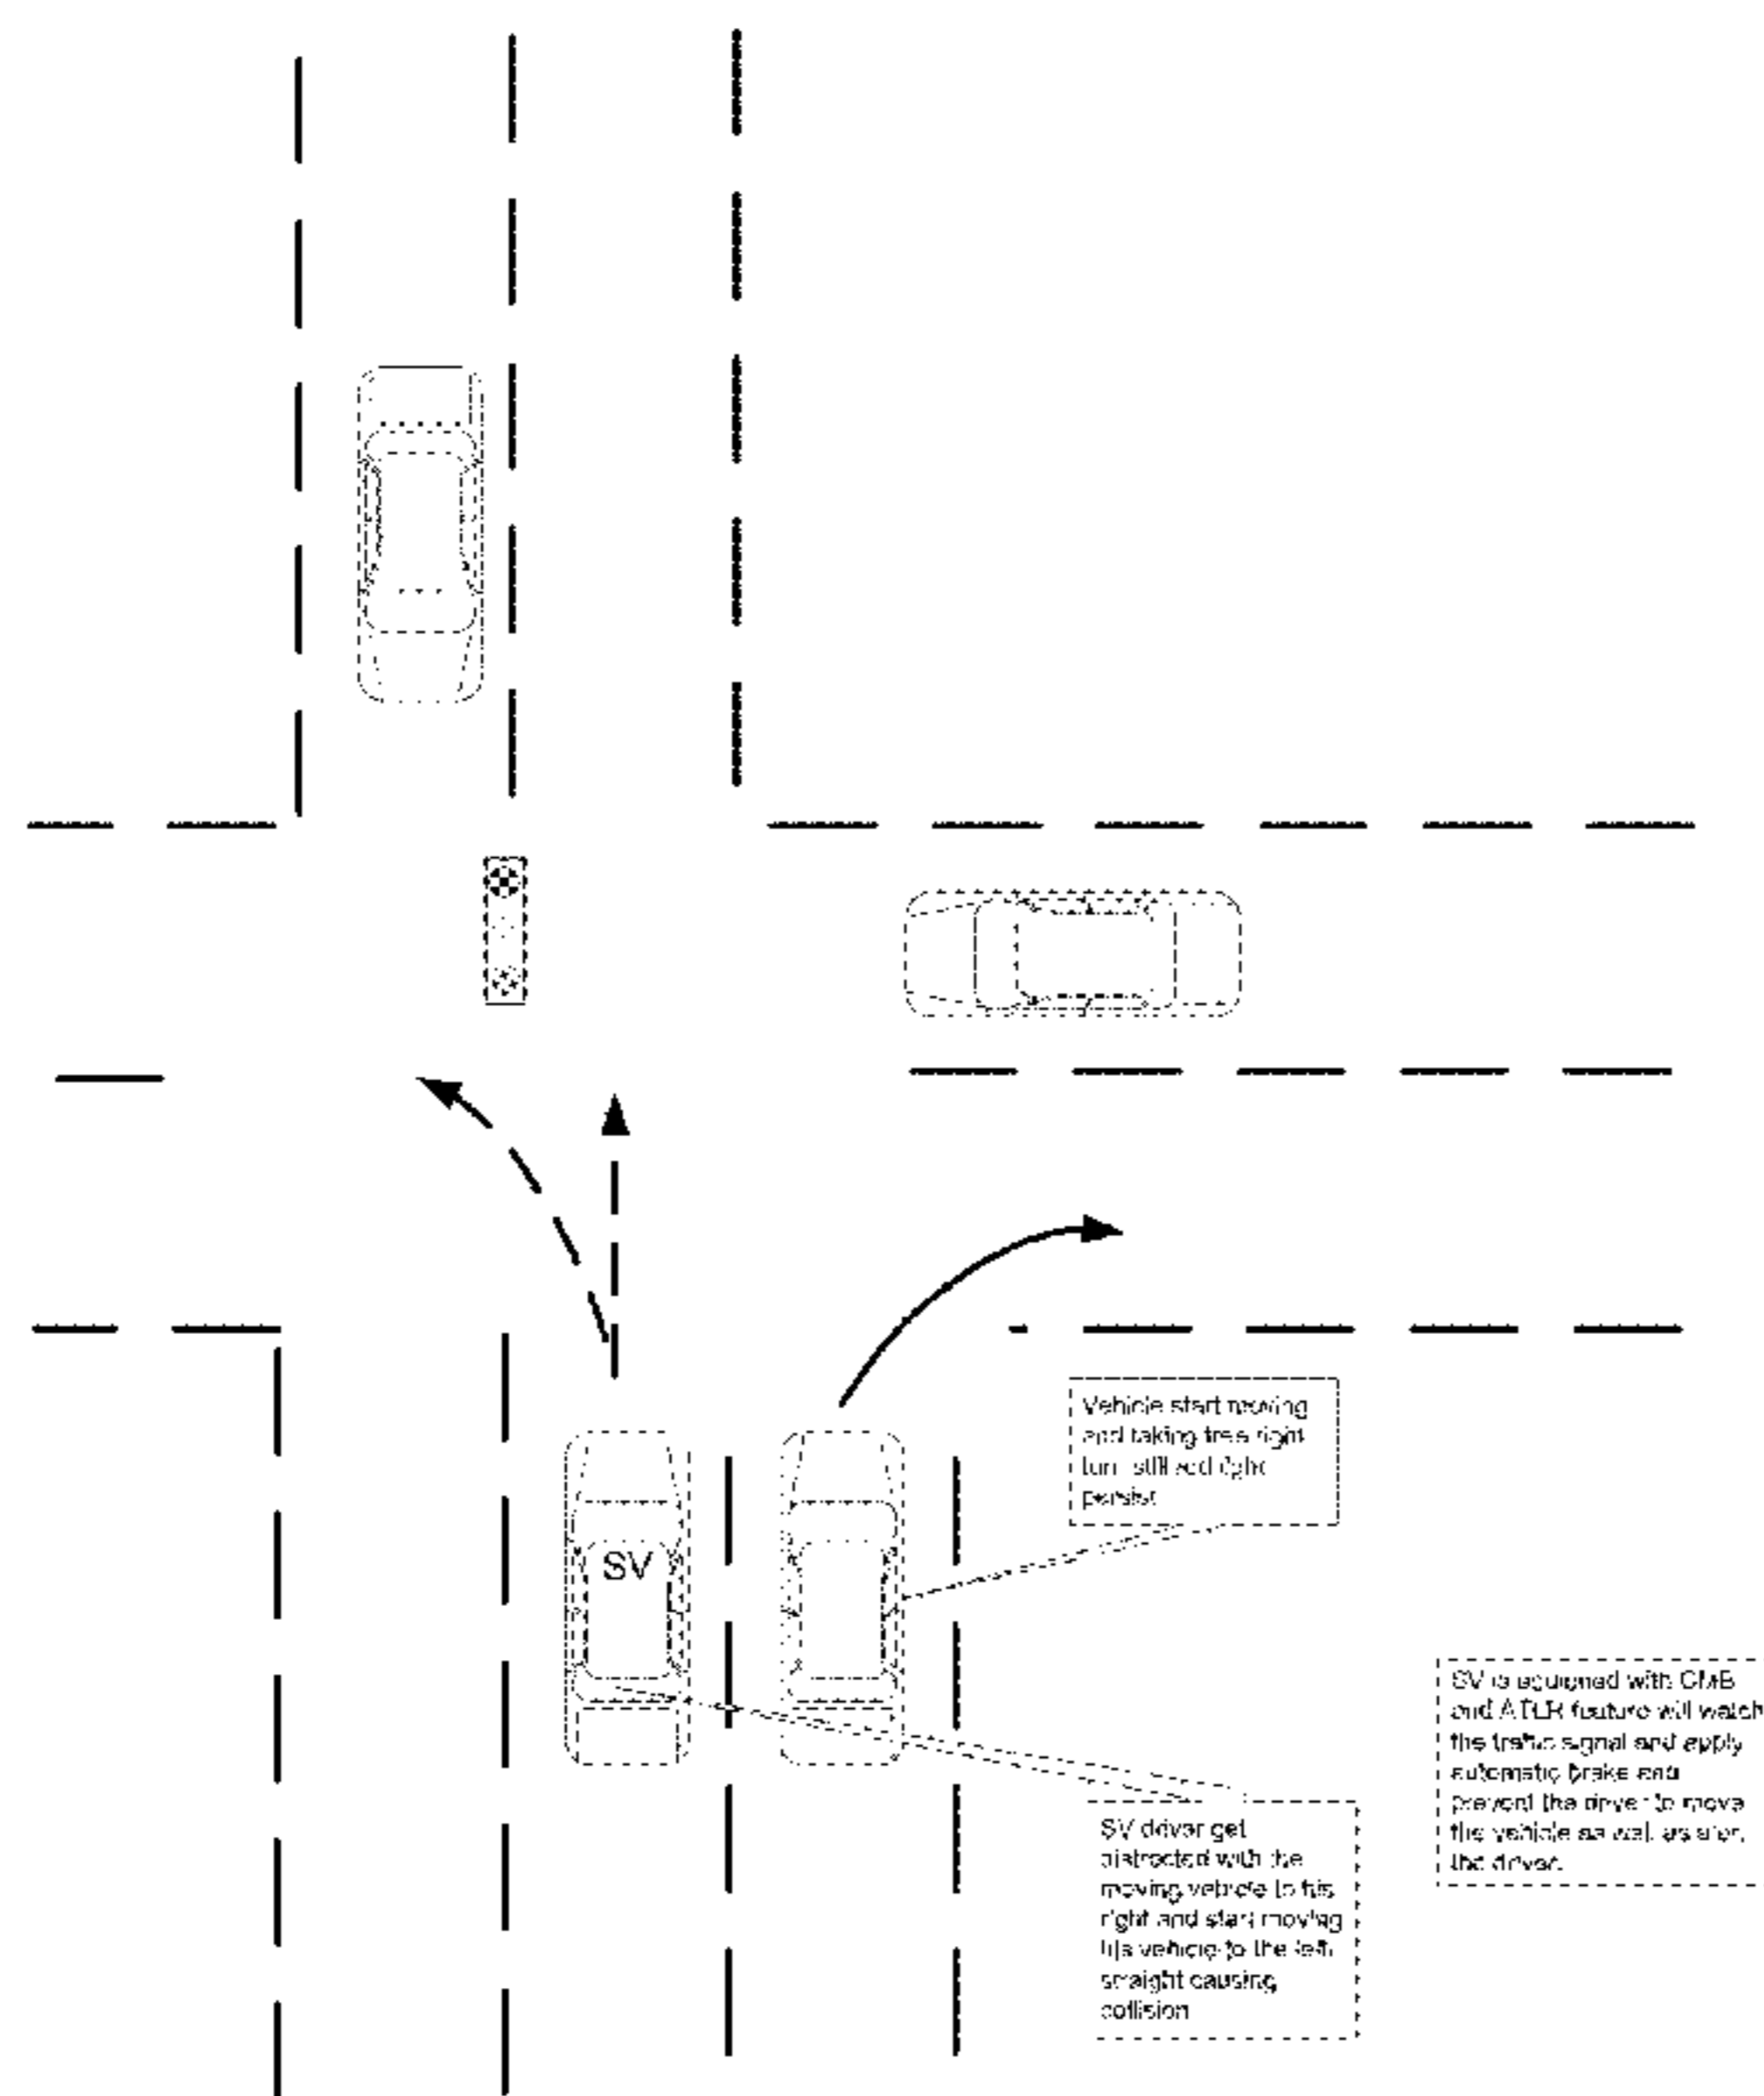 SV
Vehicle start moving
and taking free right
turn still red light
persist
SV driver get
distracted with the
moving vehicle to his
right and start moving
his vehicle to the left
straight causing
collision
SV is equipped with CMB
and ATLR feature will watch
the traffic signal and apply
automatic brake and
prevent the driver to move
the vehicle as well as
the driver.